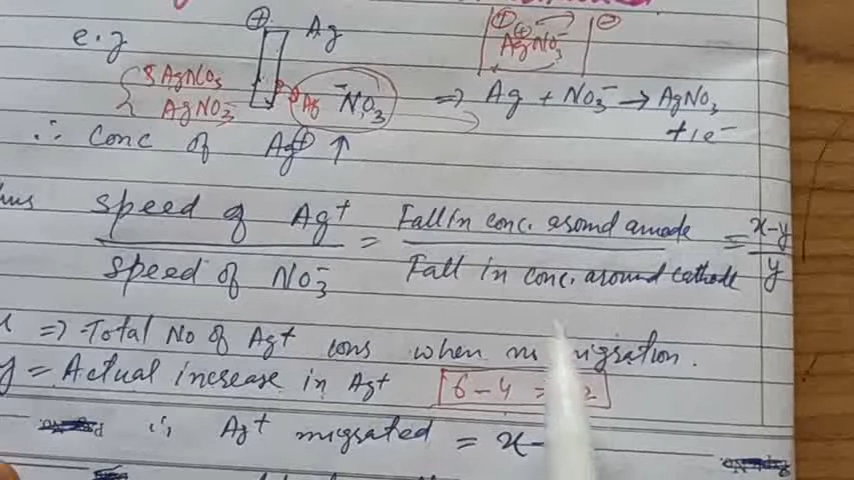 e.g ⊕ Ag ⊕ AgNO3 ⊖
5 AgNO3
AgNO3 Ag NO3⁻ ⇒ Ag + NO3⁻ → AgNO3
+ 1e⁻
∴ Conc of Ag⊕ ↑
speed of Ag⁺ / speed of NO3⁻ = Fall in conc. around anode / Fall in conc. around cathode = x-y / y
⇒ Total No of Ag⁺ ions when no migration.
y = Actual increase in Ag⁺ 6-4 = 2
∴ Ag⁺ migrated = x-